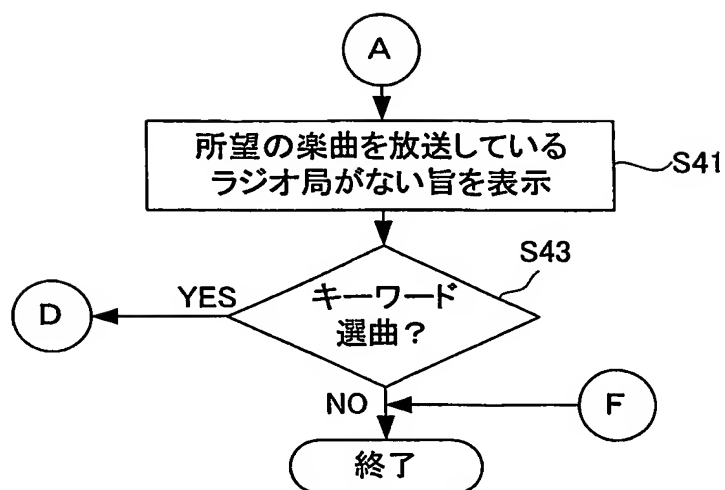 A
所望の楽曲を放送している
ラジオ局がない旨を表示
S41
S43
YES
キーワード
選曲？
D
NO
F
終了